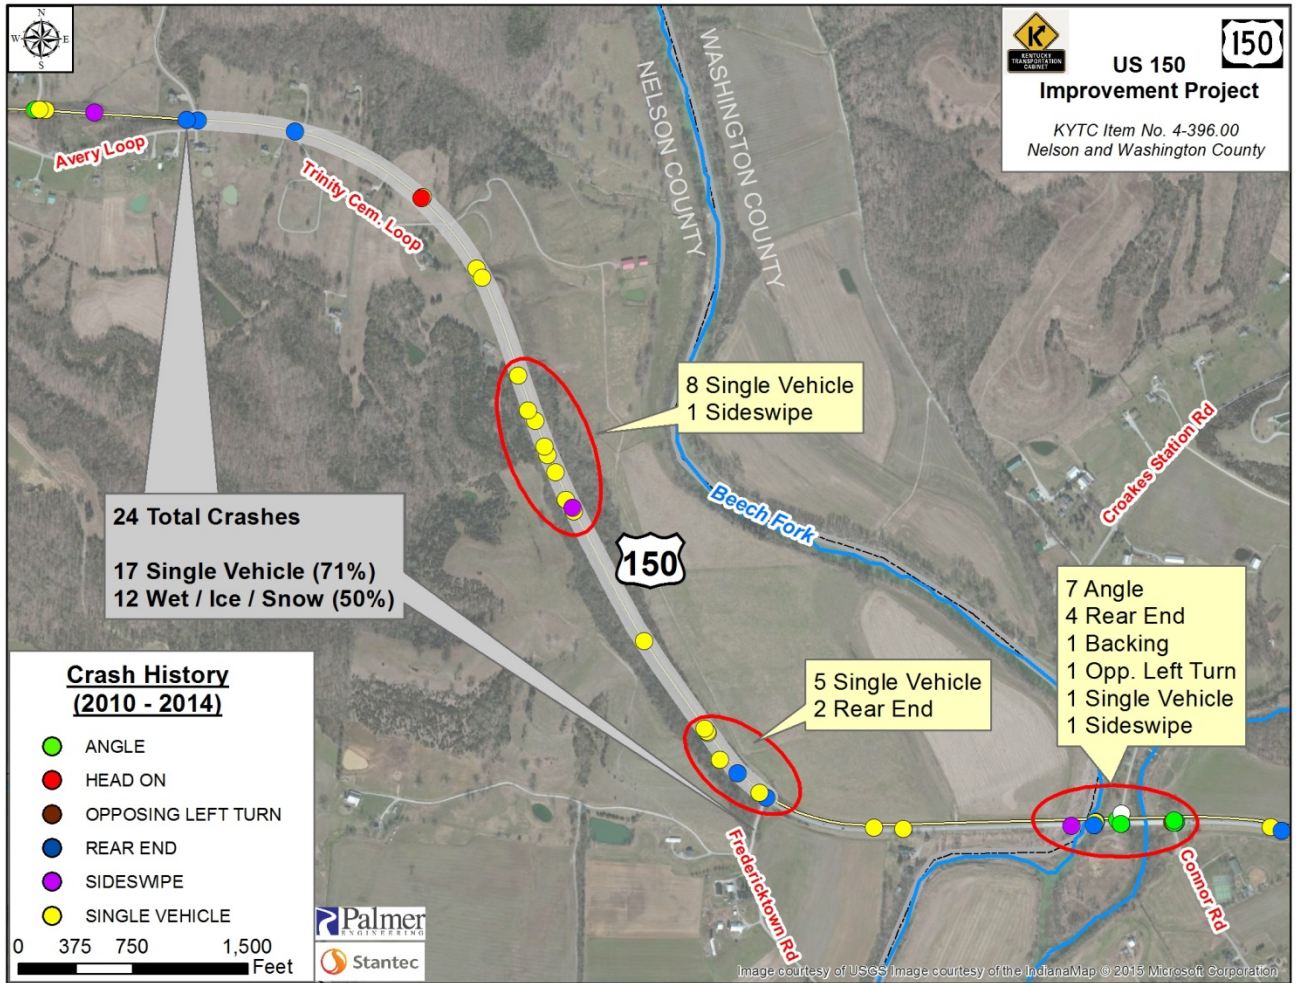 N
W E
S
KENTUCKY
TRANSPORTATION
CABINET
150
US 150
Improvement Project
KYTC Item No. 4-396.00
Nelson and Washington County
WASHINGTON COUNTY
NELSON COUNTY
Avery Loop
Trinity Cem. Loop
8 Single Vehicle
1 Sideswipe
Croakes Station Rd
Beech Fork
24 Total Crashes
17 Single Vehicle (71%)
12 Wet / Ice / Snow (50%)
150
7 Angle
4 Rear End
1 Backing
1 Opp. Left Turn
1 Single Vehicle
1 Sideswipe
5 Single Vehicle
2 Rear End
Crash History
(2010 - 2014)
ANGLE
HEAD ON
OPPOSING LEFT TURN
REAR END
SIDESWIPE
SINGLE VEHICLE
0 375 750 1,500
Feet
Palmer
ENGINEERING
Stantec
Fredericktown Rd
Connor Rd
Image courtesy of USGS Image courtesy of the IndianaMap © 2015 Microsoft Corporation